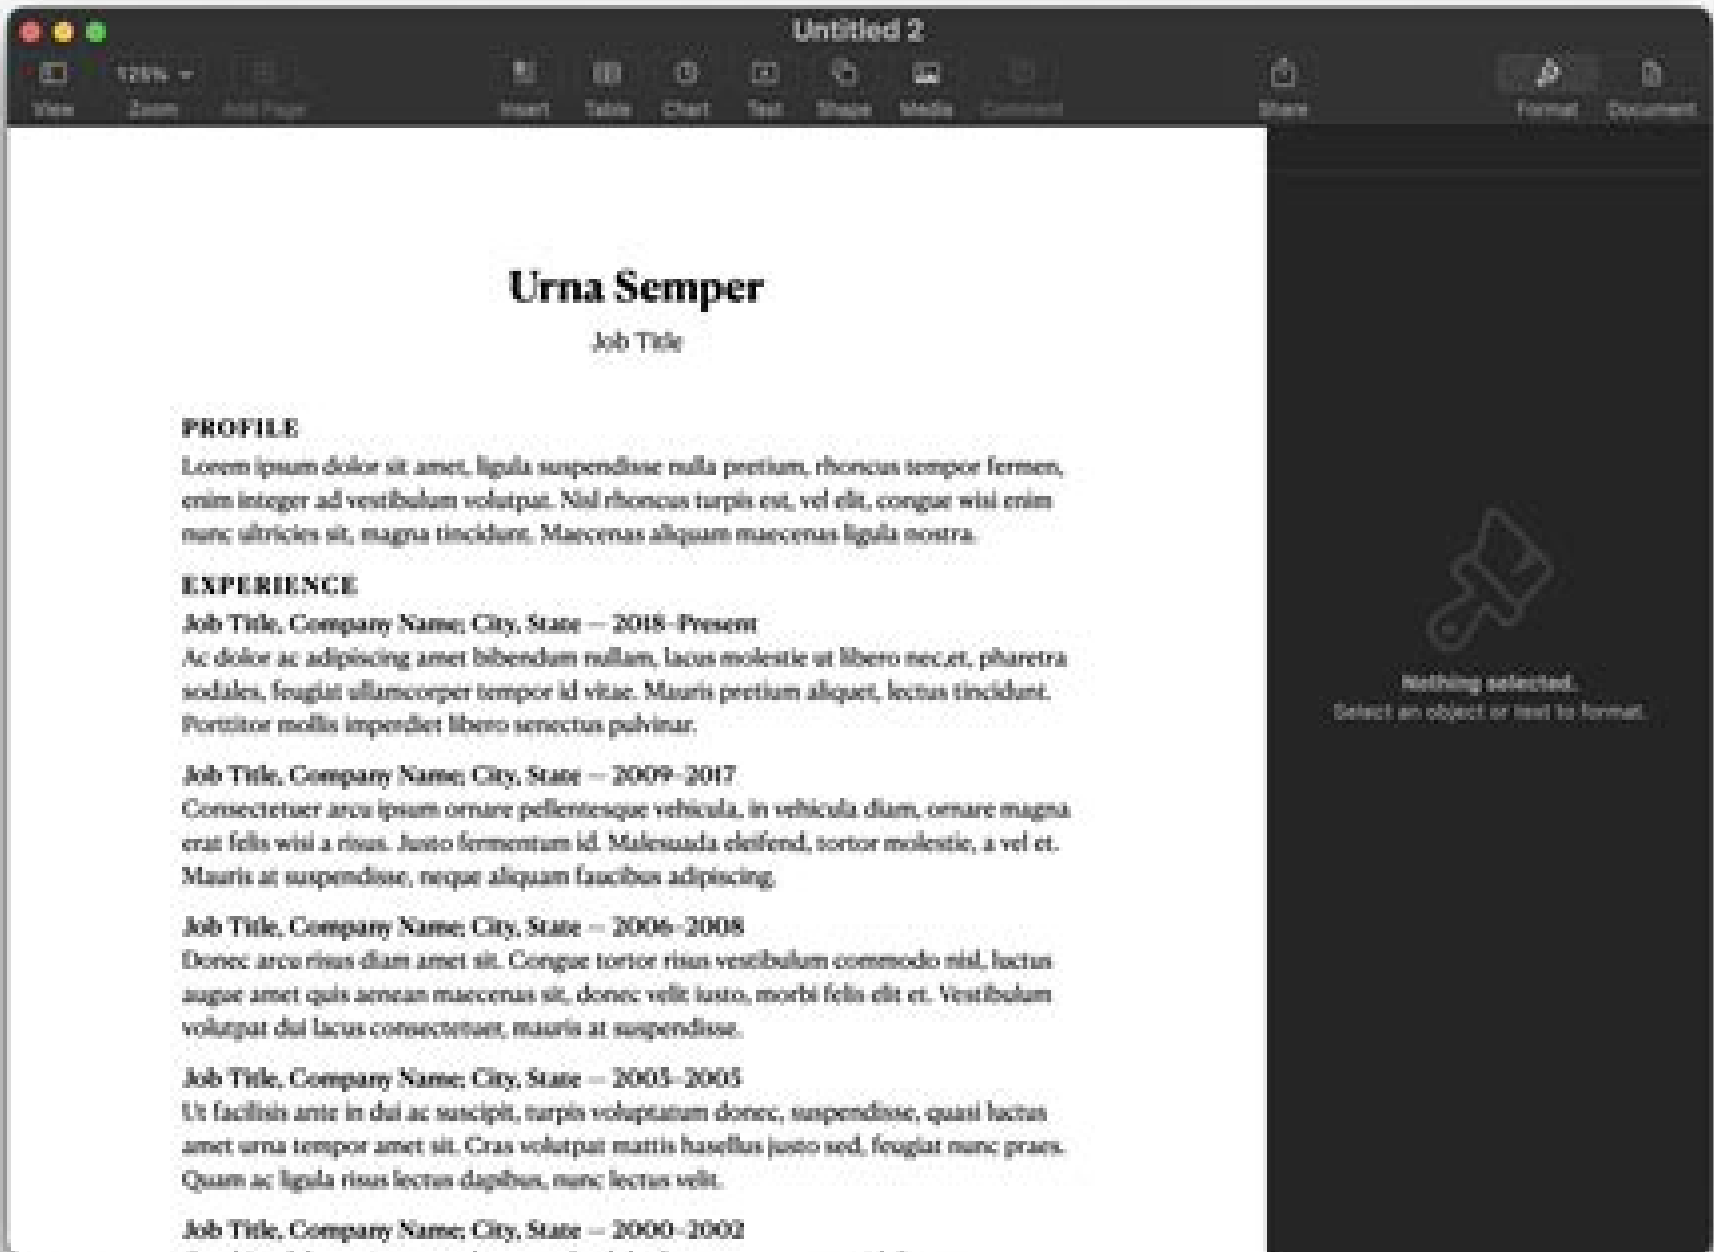 Untitled 2
125%
View Zoom Add Page Insert Table Chart Text Shape Media Comment Share Format Document
Urna Semper
Job Title
PROFILE
Lorem ipsum dolor sit amet, ligula suspendisse nulla pretium, rhoncus tempor fermen,
enim integer ad vestibulum volutpat. Nisl rhoncus turpis est, vel elit, congue wisi enim
nunc ultricies sit, magna tincidunt. Maecenas aliquam maecenas ligula nostra.
EXPERIENCE
Job Title, Company Name; City, State — 2018–Present
Ac dolor ac adipiscing amet bibendum nullam, lacus molestie ut libero nec,et, pharetra
sodales, feugiat ullamcorper tempor id vitae. Mauris pretium aliquet, lectus tincidunt.
Porttitor mollis imperdiet libero senectus pulvinar.
Job Title, Company Name; City, State — 2009–2017
Consectetuer arcu ipsum ornare pellentesque vehicula, in vehicula diam, ornare magna
erat felis wisi a risus. Justo fermentum id. Malesuada eleifend, tortor molestie, a vel et.
Mauris at suspendisse, neque aliquam faucibus adipiscing.
Job Title, Company Name; City, State — 2006–2008
Donec arcu risus diam amet sit. Congue tortor risus vestibulum commodo nisl, luctus
augue amet quis aenean maecenas sit, donec velit iusto, morbi felis elit et. Vestibulum
volutpat dui lacus consectetuer, mauris at suspendisse.
Job Title, Company Name; City, State — 2003–2005
Ut facilisis ante in dui ac suscipit, turpis voluptatum donec, suspendisse, quasi luctus
amet urna tempor amet sit. Cras volutpat mattis hasellus justo sed, feugiat nunc praes.
Quam ac ligula risus lectus dapibus, nunc lectus velit.
Job Title, Company Name; City, State — 2000–2002
Nothing selected.
Select an object or text to format.